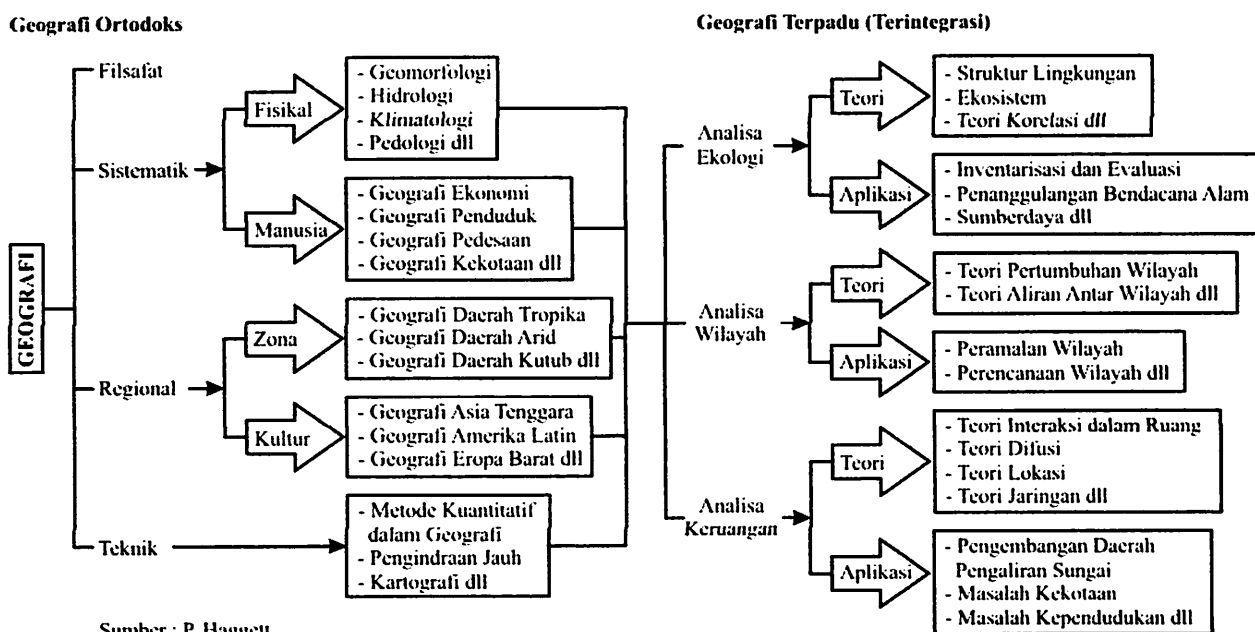 Geografi Ortodoks
GEOGRAFI
Filsafat
Sistematik
Fisikal
- Geomorfologi
- Hidrologi
- Klimatologi
- Pedologi dll
Manusia
- Geografi Ekonomi
- Geografi Penduduk
- Geografi Pedesaan
- Geografi Kekotaan dll
Regional
Zona
- Geografi Daerah Tropika
- Geografi Daerah Arid
- Geografi Daerah Kutub dll
Kultur
- Geografi Asia Tenggara
- Geografi Amerika Latin
- Geografi Eropa Barat dll
Teknik
- Metode Kuantitatif
dalam Geografi
- Pengindraan Jauh
- Kartografi dll
Sumber : P. Haggett
Geografi Terpadu (Terintegrasi)
Analisa
Ekologi
Teori
- Struktur Lingkungan
- Ekosistem
- Teori Korelasi dll
Aplikasi
- Inventarisasi dan Evaluasi
- Penanggulangan Bendacana Alam
- Sumberdaya dll
Analisa
Wilayah
Teori
- Teori Pertumbuhan Wilayah
- Teori Aliran Antar Wilayah dll
Aplikasi
- Peramalan Wilayah
- Perencanaan Wilayah dll
Analisa
Keruangan
Teori
- Teori Interaksi dalam Ruang
- Teori Difusi
- Teori Lokasi
- Teori Jaringan dll
Aplikasi
- Pengembangan Daerah
Pengaliran Sungai
- Masalah Kekotaan
- Masalah Kependudukan dll